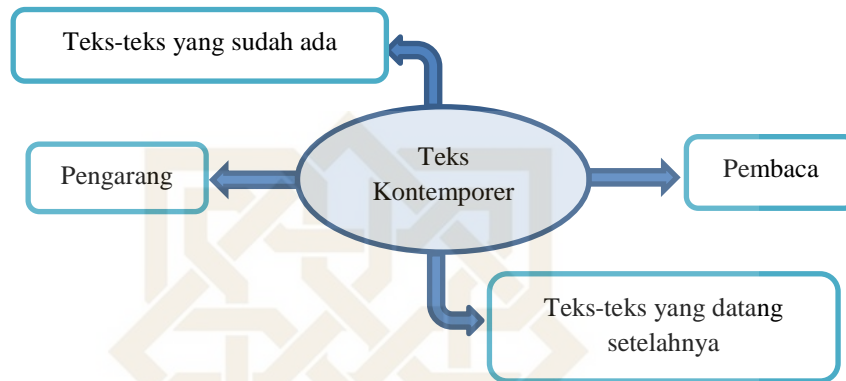 Teks-teks yang sudah ada
Pengarang
Teks
Kontemporer
Pembaca
Teks-teks yang datang
setelahnya